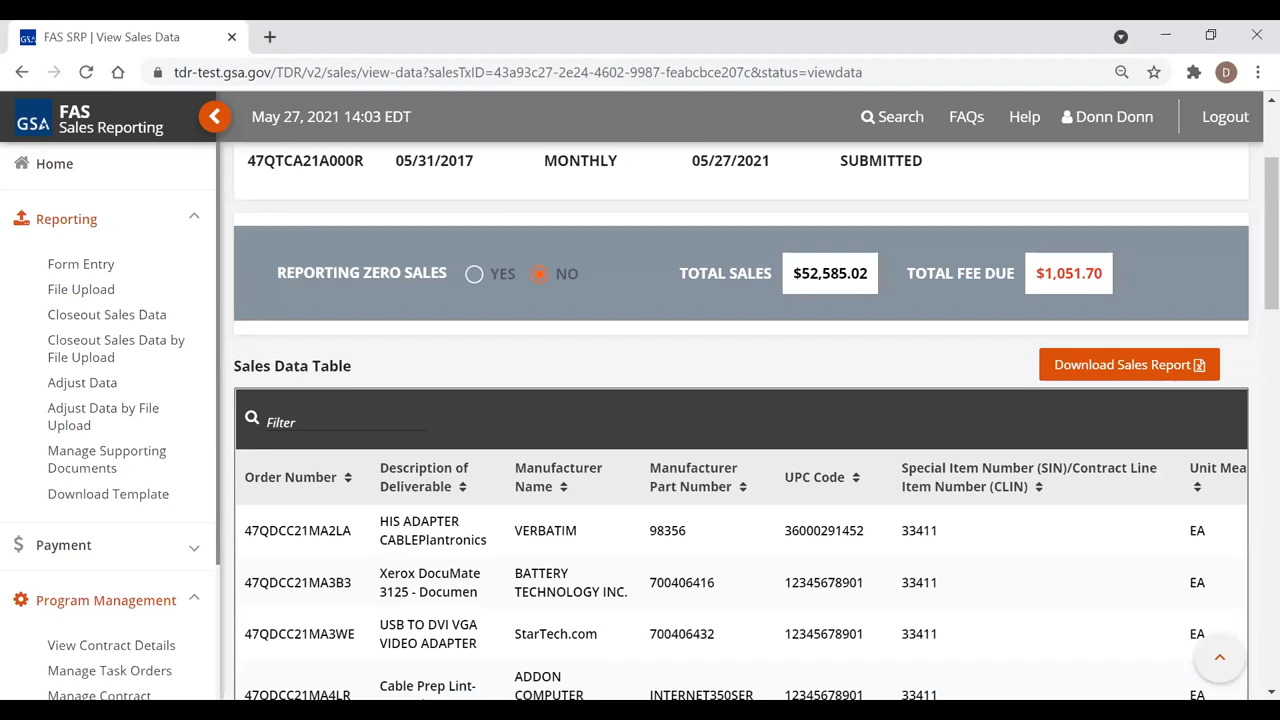 FAS SRP | View Sales Data
tdr-test.gsa.gov/TDR/v2/sales/view-data?salesTxID=43a93c27-2e24-4602-9987-feabcbce207c&status=viewdata
D
GSA
FAS
Sales Reporting
May 27, 2021 14:03 EDT
Search
FAQs
Help
Donn Donn
Logout
Home
Reporting
Form Entry
File Upload
Closeout Sales Data
Closeout Sales Data by
File Upload
Adjust Data
Adjust Data by File
Upload
Manage Supporting
Documents
Download Template
$ Payment
Program Management
View Contract Details
Manage Task Orders
Manage Contract
47QTCA21A000R 05/31/2017 MONTHLY 05/27/2021 SUBMITTED
REPORTING ZERO SALES YES NO TOTAL SALES $52,585.02 TOTAL FEE DUE $1,051.70
Sales Data Table
Download Sales Report
Filter
Order Number
Description of
Deliverable
Manufacturer
Name
Manufacturer
Part Number
UPC Code
Special Item Number (SIN)/Contract Line
Item Number (CLIN)
Unit Mea
47QDCC21MA2LA
HIS ADAPTER
CABLEPlantronics
VERBATIM
98356
36000291452
33411
EA
47QDCC21MA3B3
Xerox DocuMate
3125 - Documen
BATTERY
TECHNOLOGY INC.
700406416
12345678901
33411
EA
47QDCC21MA3WE
USB TO DVI VGA
VIDEO ADAPTER
StarTech.com
700406432
12345678901
33411
EA
47QDCC21MA4LR
Cable Prep Lint-
ADDON
COMPUTER
INTERNET350SER
12345678901
33411
EA